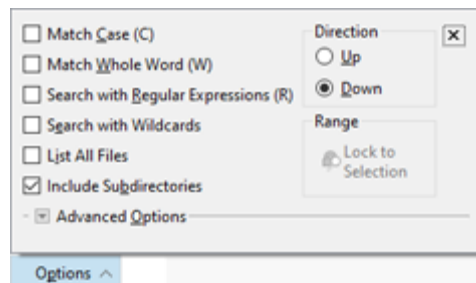 Match Case (C)
Match Whole Word (W)
Search with Regular Expressions (R)
Search with Wildcards
List All Files
Include Subdirectories
Advanced Options
Direction
Up
Down
Range
Lock to
Selection
Options